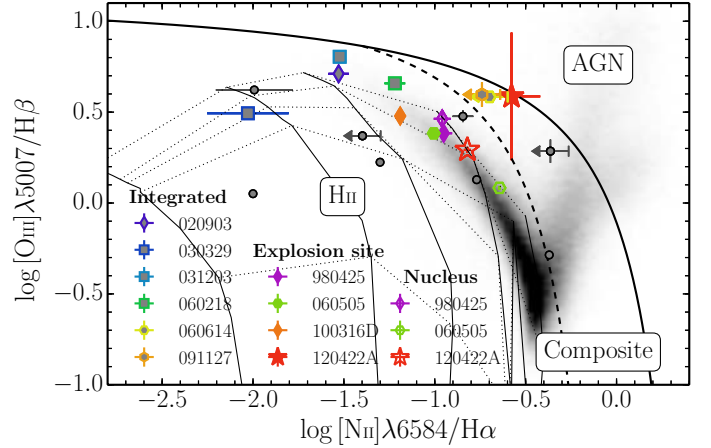 1.0
0.5
0.0
−0.5
−1.0
log [OIII]λ5007/Hβ
AGN
HII
Composite
Integrated
020903
030329
031203
060218
060614
091127
Explosion site
980425
060505
100316D
120422A
Nucleus
980425
060505
120422A
−2.5 −2.0 −1.5 −1.0 −0.5 0.0
log [NII]λ6584/Hα